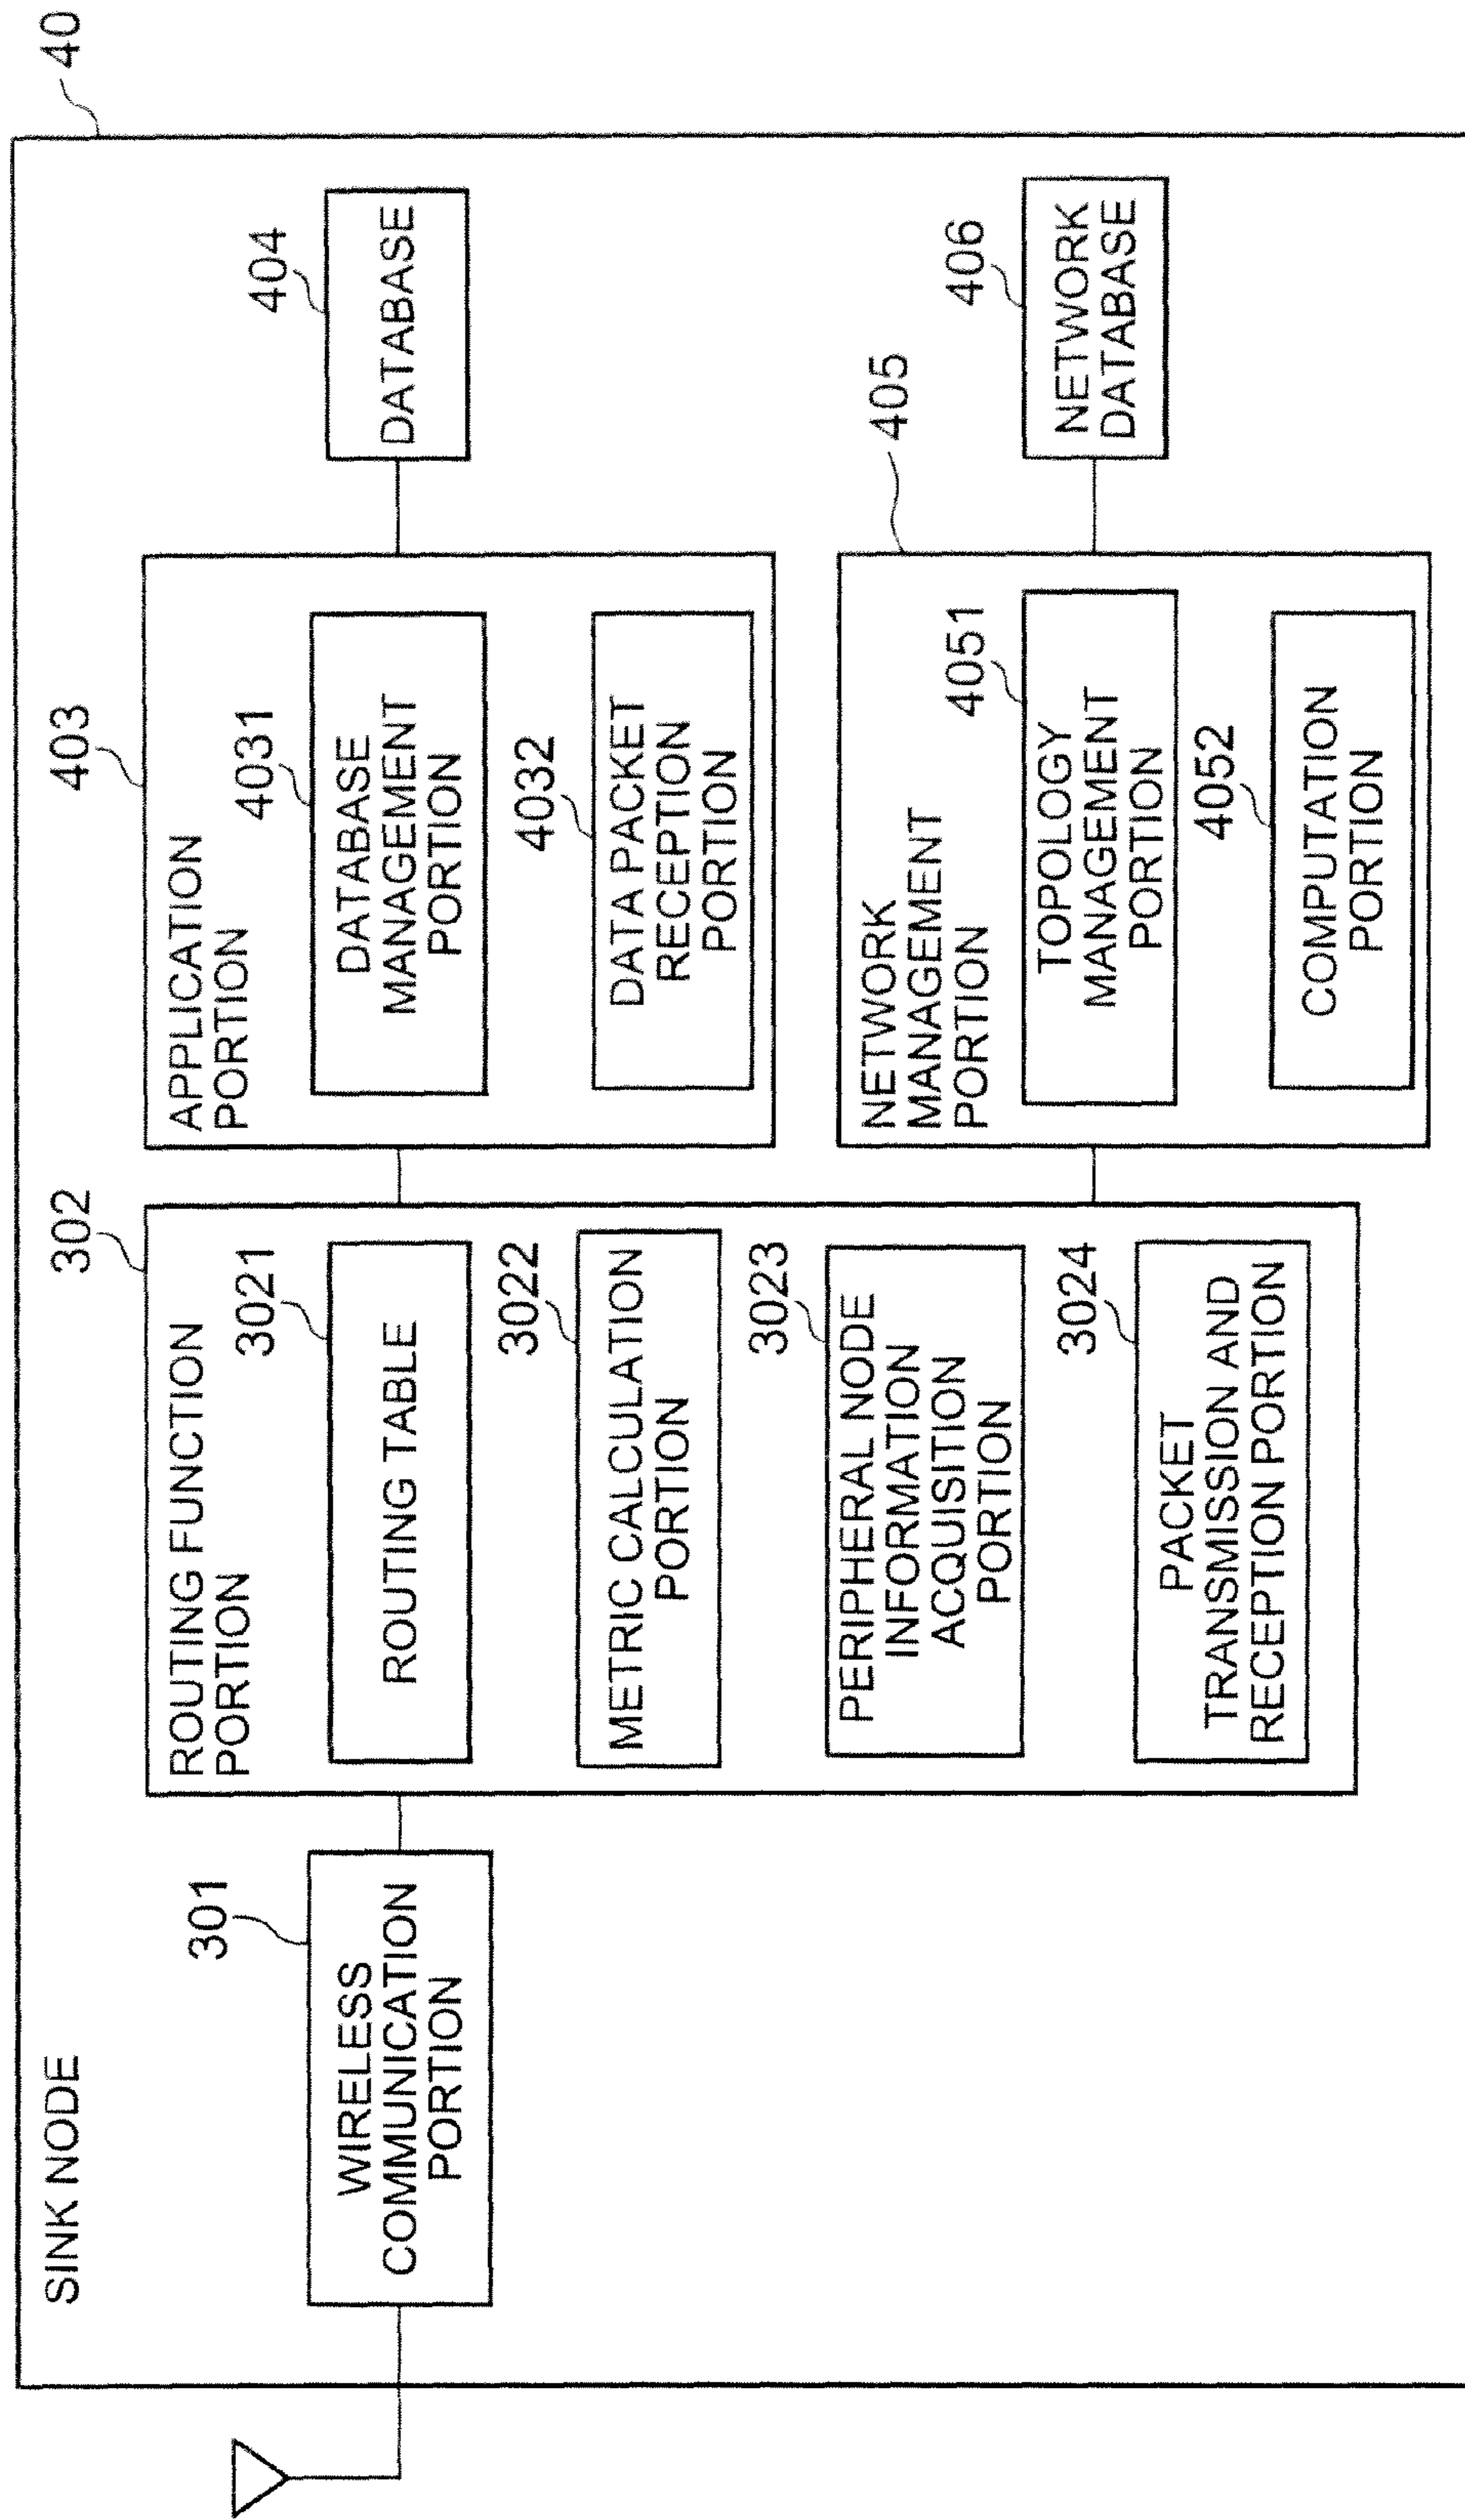 40
SINK NODE
301
WIRELESS
COMMUNICATION
PORTION
302
ROUTING FUNCTION
PORTION
3021
ROUTING TABLE
3022
METRIC CALCULATION
PORTION
3023
PERIPHERAL NODE
INFORMATION
ACQUISITION
PORTION
3024
PACKET
TRANSMISSION AND
RECEPTION PORTION
403
APPLICATION
PORTION
4031
DATABASE
MANAGEMENT
PORTION
4032
DATA PACKET
RECEPTION
PORTION
404
DATABASE
405
NETWORK
MANAGEMENT
PORTION
4051
TOPOLOGY
MANAGEMENT
PORTION
4052
COMPUTATION
PORTION
406
NETWORK
DATABASE